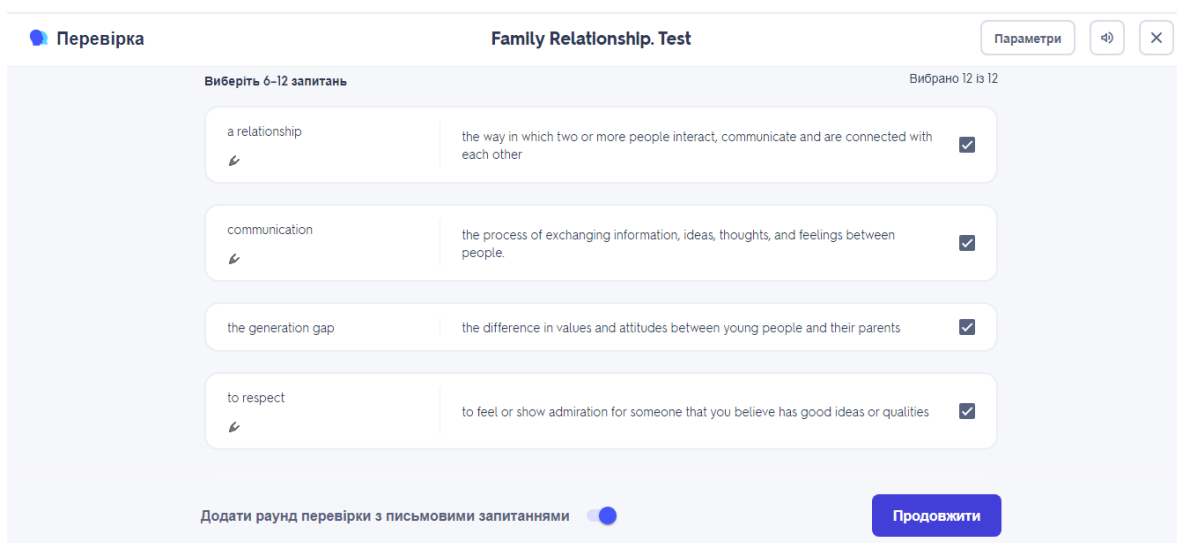 Перевірка
Family Relationship. Test
Параметри
Виберіть 6–12 запитань
Вибрано 12 із 12
a relationship
the way in which two or more people interact, communicate and are connected with
each other
communication
the process of exchanging information, ideas, thoughts, and feelings between
people.
the generation gap
the difference in values and attitudes between young people and their parents
to respect
to feel or show admiration for someone that you believe has good ideas or qualities
Додати раунд перевірки з письмовими запитаннями
Продовжити